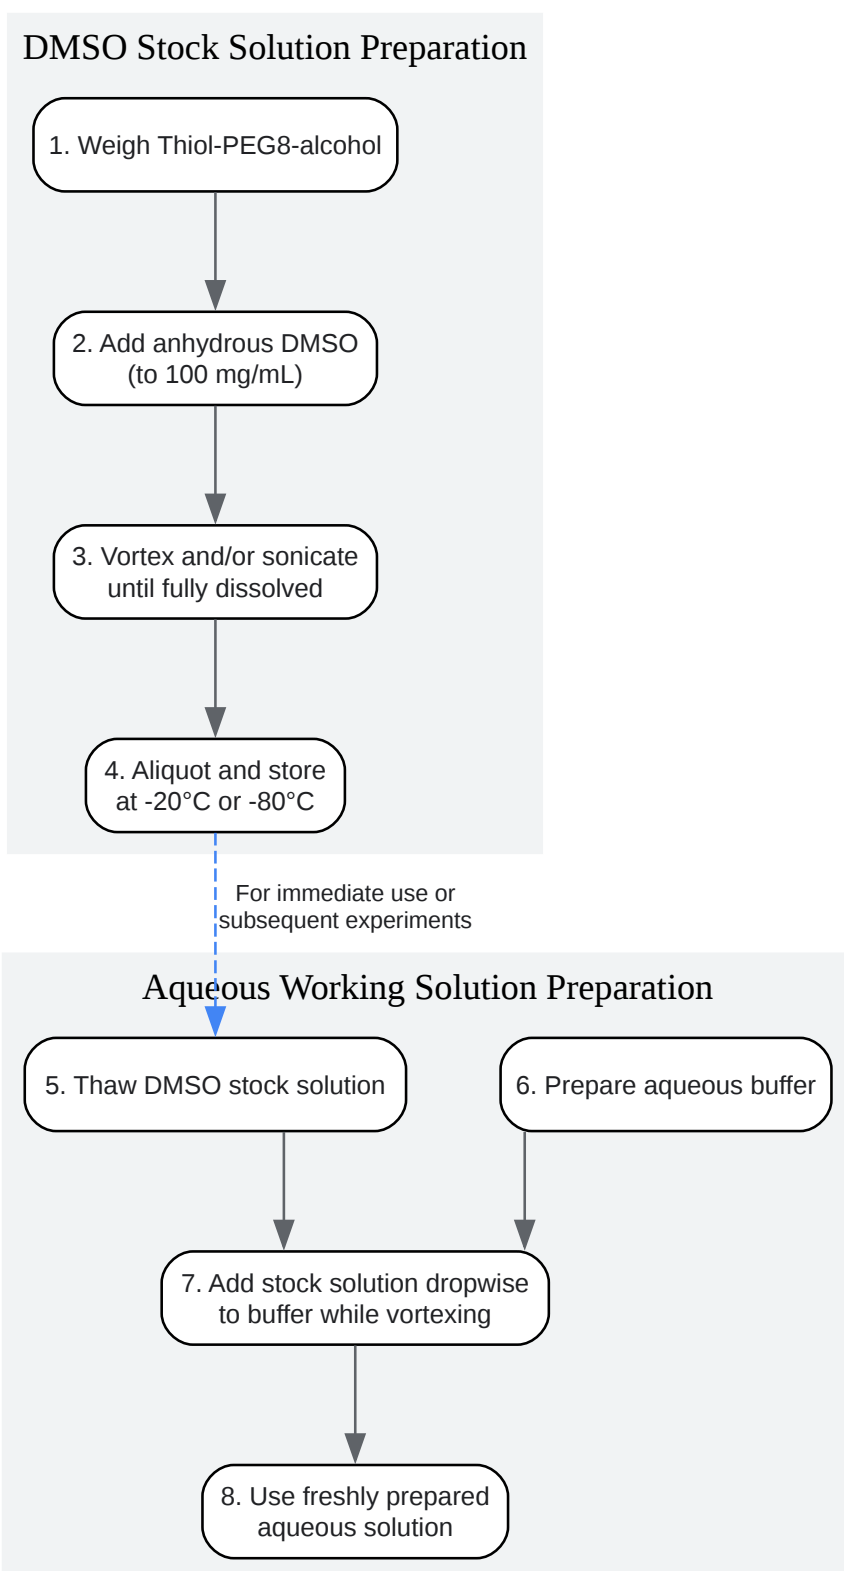 DMSO Stock Solution Preparation
1. Weigh Thiol-PEG8-alcohol
2. Add anhydrous DMSO
(to 100 mg/mL)
3. Vortex and/or sonicate
until fully dissolved
4. Aliquot and store
at -20°C or -80°C
For immediate use or
subsequent experiments
Aqueous Working Solution Preparation
5. Thaw DMSO stock solution
6. Prepare aqueous buffer
7. Add stock solution dropwise
to buffer while vortexing
8. Use freshly prepared
aqueous solution